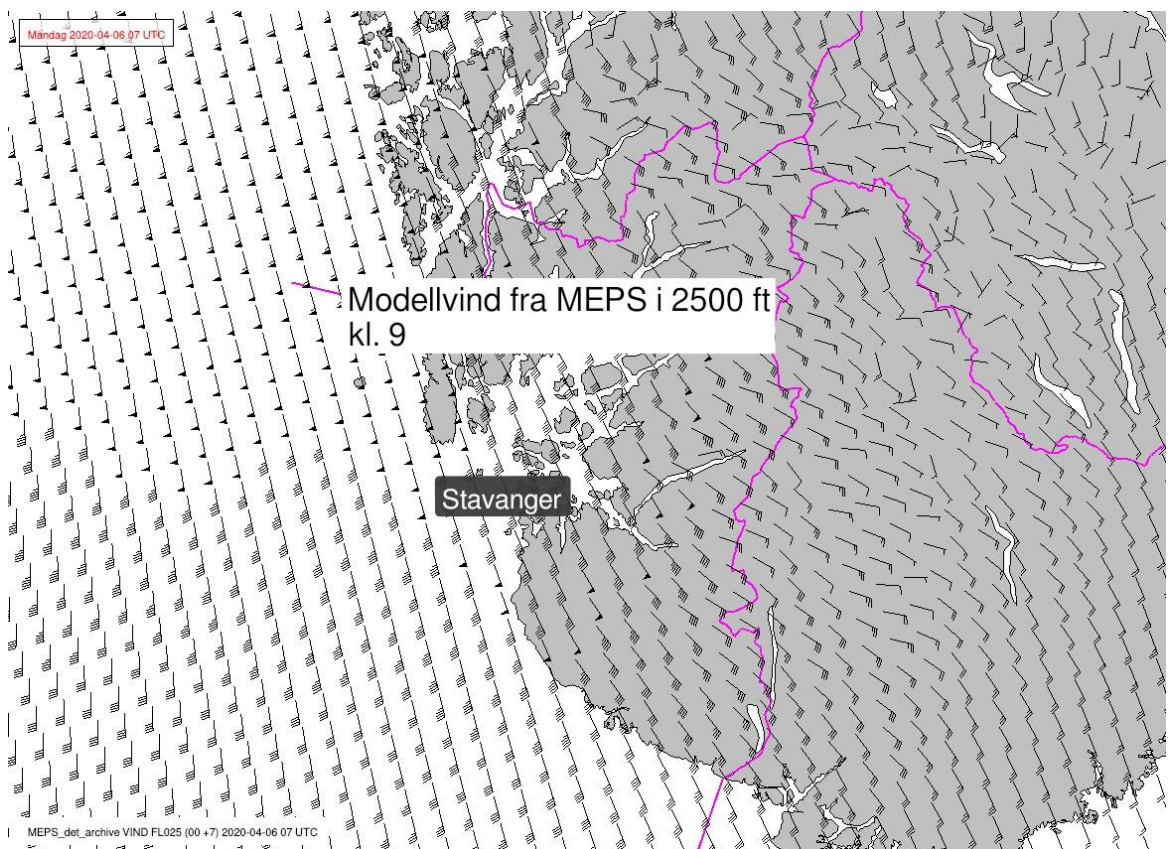 Mandag 2020-04-06 07 UTC
Modellvind fra MEPS i 2500 ft
kl. 9
Stavanger
MEPS_det_archive VIND FL025 (00 +7) 2020-04-06 07 UTC